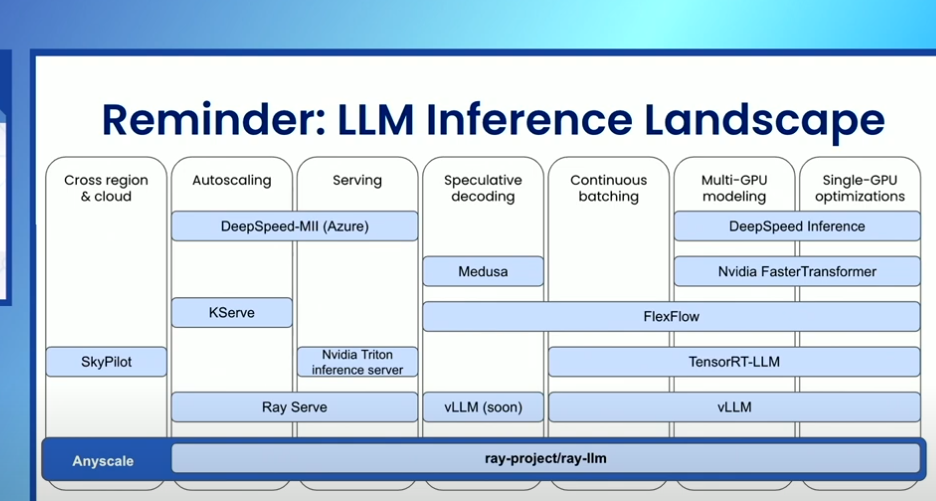 Reminder: LLM Inference Landscape
Cross region
& cloud
Autoscaling
Serving
Speculative
decoding
Continuous
batching
Multi-GPU
modeling
Single-GPU
optimizations
DeepSpeed-MII (Azure)
DeepSpeed Inference
Medusa
Nvidia FasterTransformer
KServe
FlexFlow
SkyPilot
Nvidia Triton
inference server
TensorRT-LLM
Ray Serve
vLLM (soon)
vLLM
Anyscale
ray-project/ray-llm